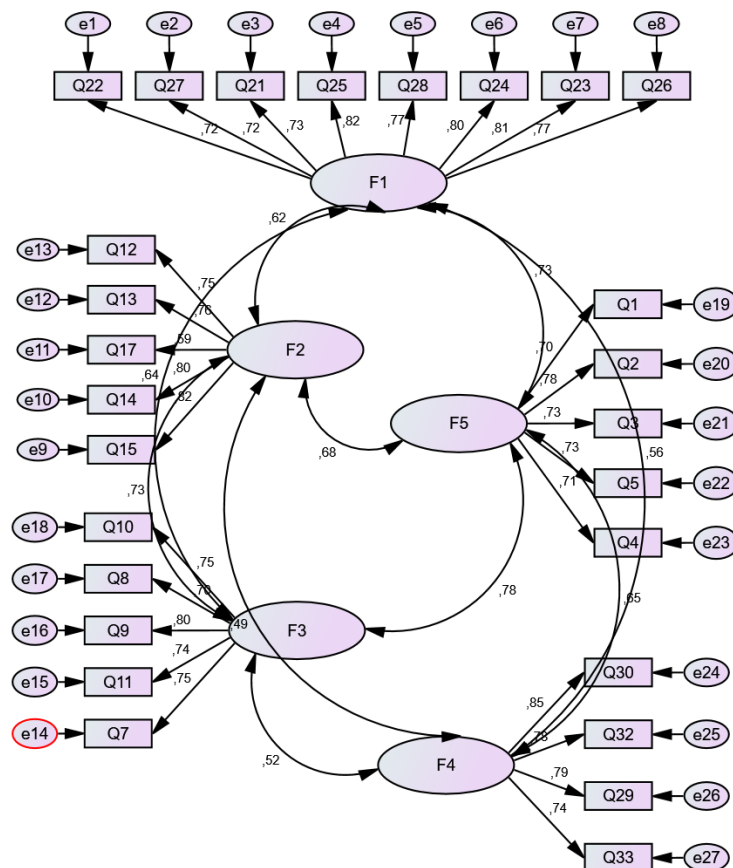 e1 e2 e3 e4 e5 e6 e7 e8
Q22 Q27 Q21 Q25 Q28 Q24 Q23 Q26
,72 ,72 ,73 ,82 ,77 ,80 ,81 ,77
F1
,62
e13 Q12
,75
,73
e12 Q13
,76
Q1 e19
e11 Q17
,59
F2
,70
e10 Q14
,64 ,80
,78
Q2 e20
e9 Q15
,82
F5
,73
Q3 e21
,68
,73
,56
,73
Q5 e22
,71
e18 Q10
Q4 e23
,75
e17 Q8
,70
,78
,65
e16 Q9
,80
,49
F3
e15 Q11
,74
,75
Q30 e24
,85
e14 Q7
,78
Q32 e25
,52
F4
,79
Q29 e26
,74
Q33 e27